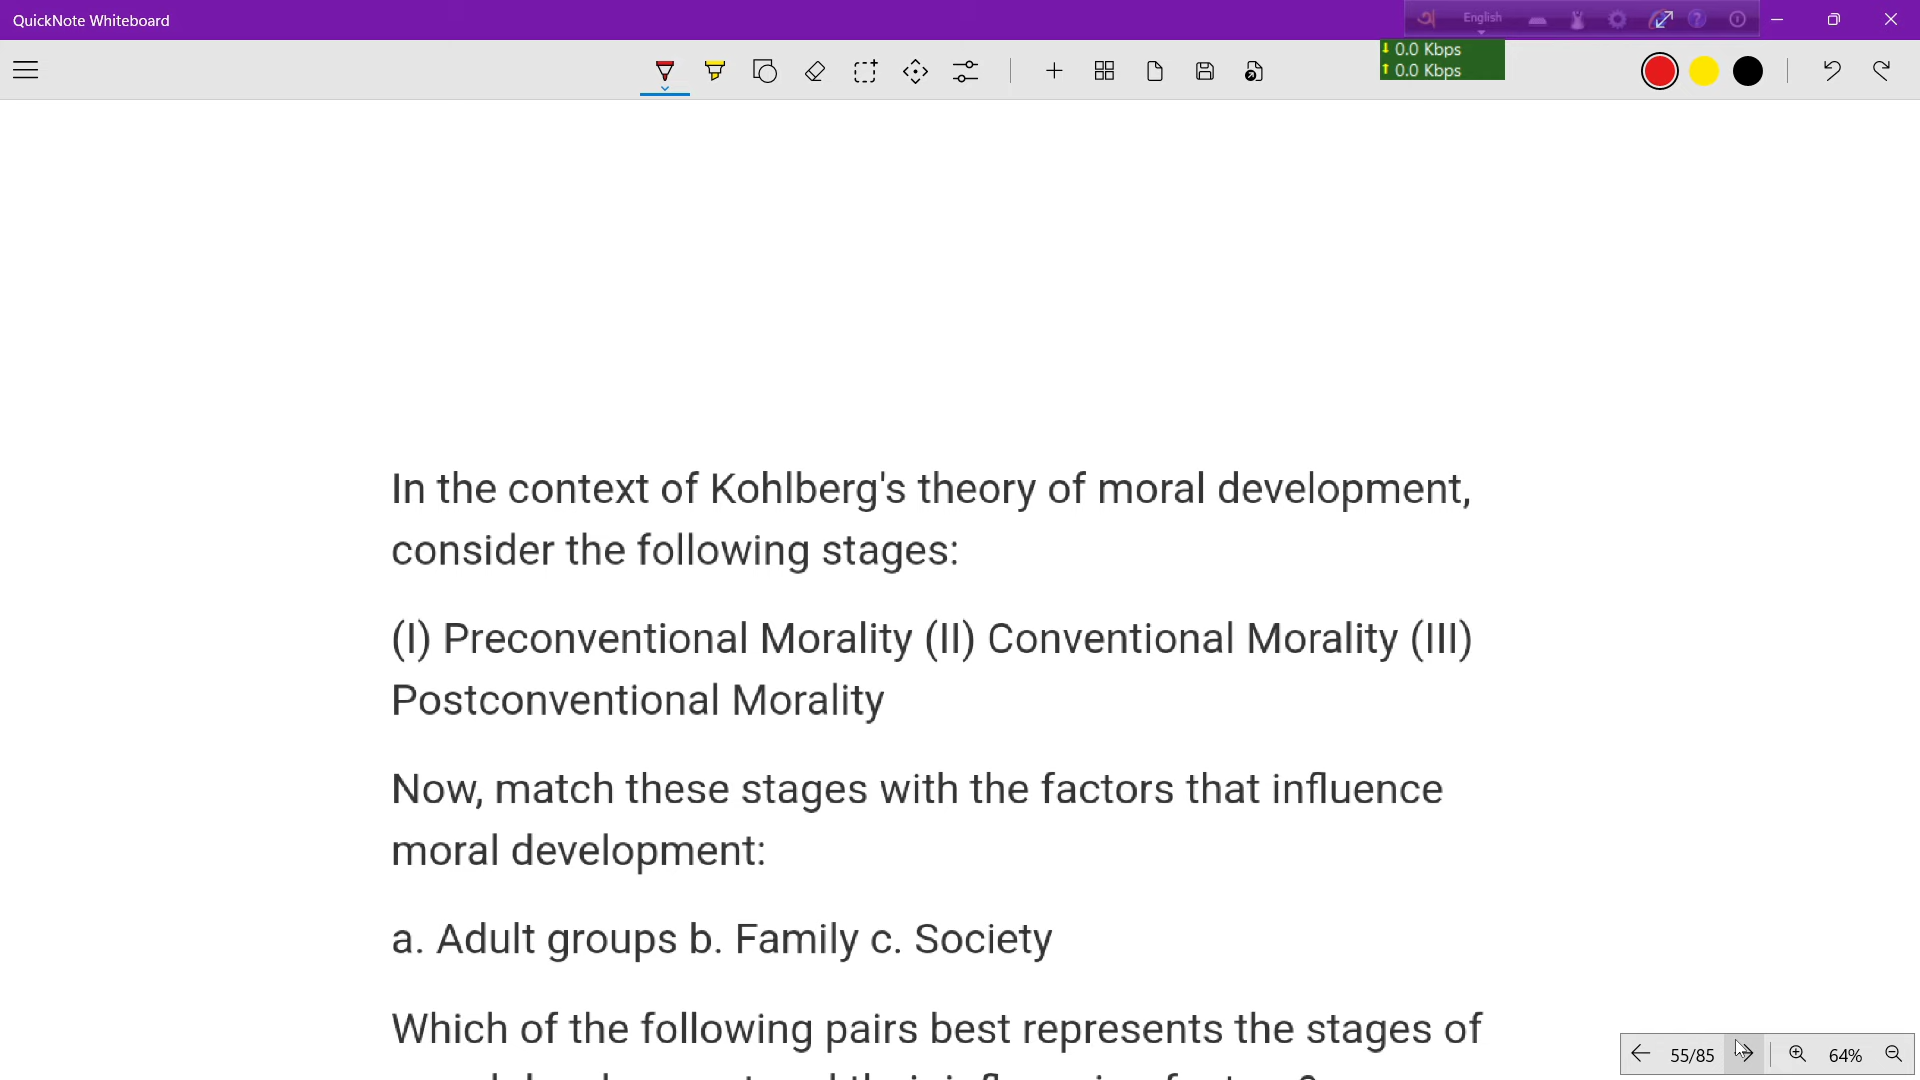 QuickNote Whiteboard
English
0.0 Kbps
0.0 Kbps
In the context of Kohlberg's theory of moral development,
consider the following stages:
(I) Preconventional Morality (II) Conventional Morality (III)
Postconventional Morality
Now, match these stages with the factors that influence
moral development:
a. Adult groups b. Family c. Society
Which of the following pairs best represents the stages of
55/85
64%